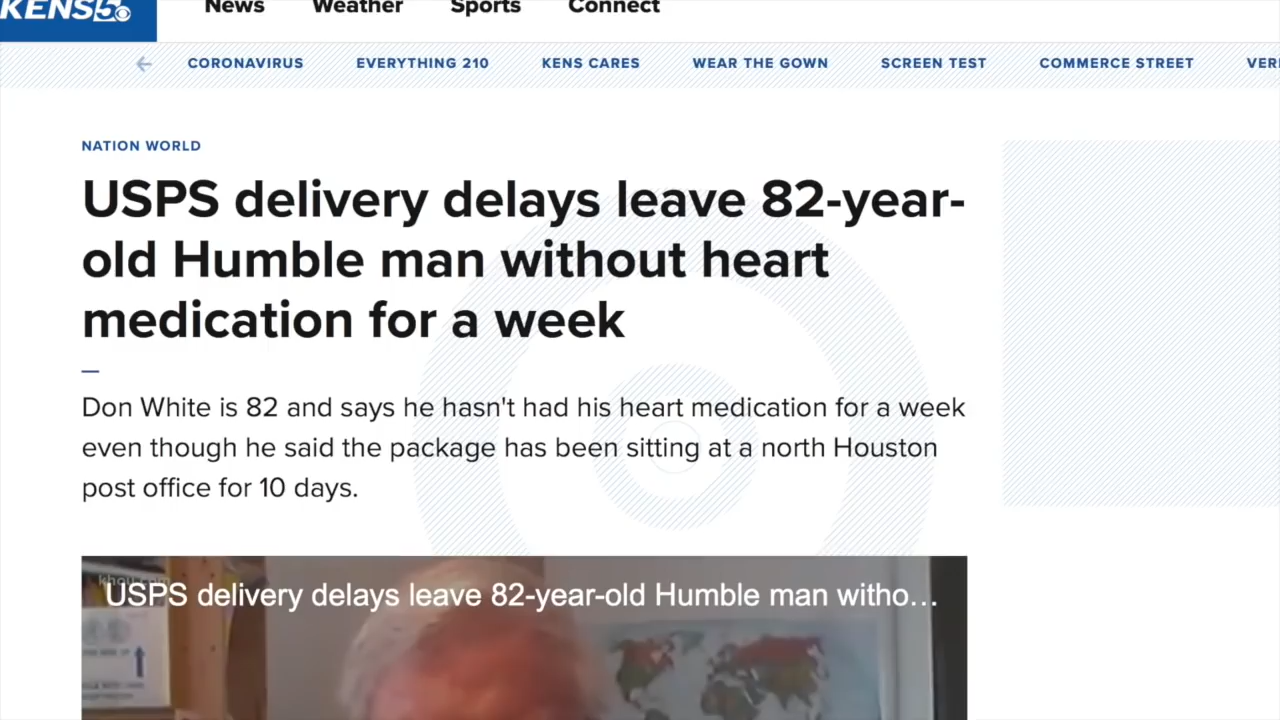 KENS5
News Weather Sports Connect
CORONAVIRUS EVERYTHING 210 KENS CARES WEAR THE GOWN SCREEN TEST COMMERCE STREET
NATION WORLD
USPS delivery delays leave 82-year-
old Humble man without heart
medication for a week
Don White is 82 and says he hasn't had his heart medication for a week
even though he said the package has been sitting at a north Houston
post office for 10 days.
khou.com
USPS delivery delays leave 82-year-old Humble man witho…